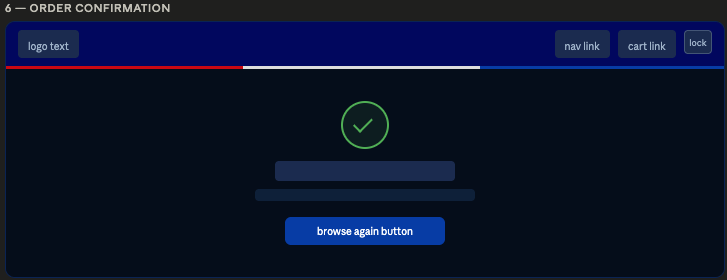 6 — ORDER CONFIRMATION
logo text
nav link
cart link
lock
browse again button